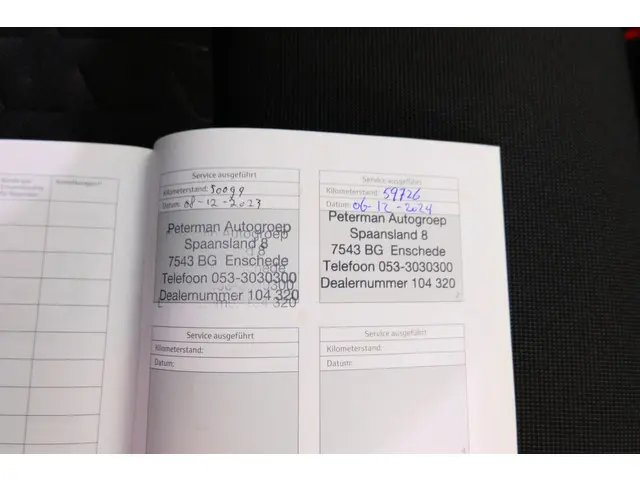 Service ausgeführt
Kilometerstand: 50099
Datum: 08-12-2023
Peterman Autogroep
Spaansland 8
7543 BG Enschede
Telefoon 053-3030300
Dealernummer 104 320
Service ausgeführt
Kilometerstand: 59726
Datum: 06-12-2024
Peterman Autogroep
Spaansland 8
7543 BG Enschede
Telefoon 053-3030300
Dealernummer 104 320
2
Service ausgeführt
Kilometerstand:
Datum:
Service ausgeführt
Kilometerstand:
Datum:
4